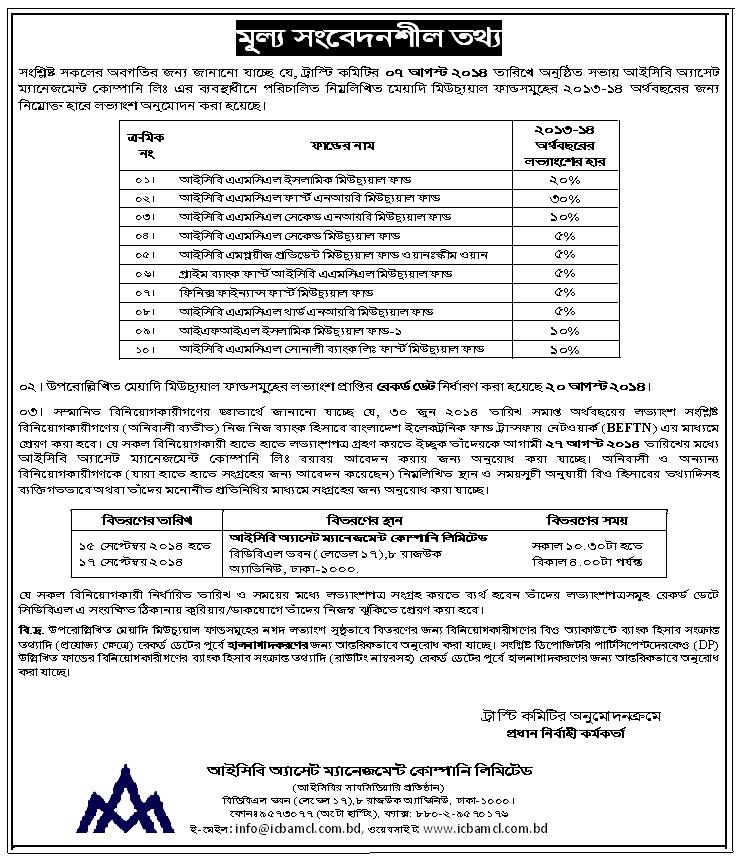 মূল্য সংবেদনশীল তথ্য
সংশ্লিষ্ট সকলের অবগতির জন্য জানানো যাচ্ছে যে, ট্রাস্টি কমিটির ০৭ আগস্ট ২০১৪ তারিখে অনুষ্ঠিত সভায় আইসিবি অ্যাসেট
ম্যানেজমেন্ট কোম্পানি লিঃ এর ব্যবস্থাধীনে পরিচালিত নিম্নলিখিত মেয়াদি মিউচ্যুয়াল ফান্ডসমূহের ২০১৩-১৪ অর্থবছরের জন্য
নিম্নোক্ত হারে লভ্যাংশ অনুমোদন করা হয়েছে।
ক্রমিক নং ফান্ডের নাম ২০১৩-১৪ অর্থবছরের লভ্যাংশের হার
০১। আইসিবি এএমসিএল ইসলামিক মিউচ্যুয়াল ফান্ড ২০%
০২। আইসিবি এএমসিএল ফার্স্ট এনআরবি মিউচ্যুয়াল ফান্ড ৩০%
০৩। আইসিবি এএমসিএল সেকেন্ড এনআরবি মিউচ্যুয়াল ফান্ড ১০%
০৪। আইসিবি এএমসিএল সেকেন্ড মিউচ্যুয়াল ফান্ড ৫%
০৫। আইসিবি এমপ্লয়ীজ প্রভিডেন্ট মিউচ্যুয়াল ফান্ড ওয়ানঃস্কীম ওয়ান ৫%
০৬। প্রাইম ব্যাংক ফার্স্ট আইসিবি এএমসিএল মিউচ্যুয়াল ফান্ড ৫%
০৭। ফিনিক্স ফাইন্যান্স ফার্স্ট মিউচ্যুয়াল ফান্ড ৫%
০৮। আইসিবি এএমসিএল থার্ড এনআরবি মিউচ্যুয়াল ফান্ড ৫%
০৯। আইএফআইএল ইসলামিক মিউচ্যুয়াল ফান্ড-১ ১০%
১০। আইসিবি এএমসিএল সোনালী ব্যাংক লিঃ ফার্স্ট মিউচ্যুয়াল ফান্ড ১০%
০২। উপরোল্লিখিত মেয়াদি মিউচ্যুয়াল ফান্ডসমূহের লভ্যাংশ প্রাপ্তির রেকর্ড ডেট নির্ধারণ করা হয়েছে ২০ আগস্ট ২০১৪।
০৩। সম্মানিত বিনিয়োগকারীগণের জ্ঞাতার্থে জানানো যাচ্ছে যে, ৩০ জুন ২০১৪ তারিখ সমাপ্ত অর্থবছরের লভ্যাংশ সংশ্লিষ্ট
বিনিয়োগকারীগণের (অনিবাসী ব্যতীত) নিজ নিজ ব্যাংক হিসাবে বাংলাদেশ ইলেকট্রনিক ফান্ড ট্রান্সফার নেটওয়ার্ক (BEFTN) এর মাধ্যমে
প্রেরণ করা হবে। যে সকল বিনিয়োগকারী হাতে হাতে লভ্যাংশপত্র গ্রহণ করতে ইচ্ছুক তাঁদেরকে আগামী ২৭ আগস্ট ২০১৪ তারিখের মধ্যে
আইসিবি অ্যাসেট ম্যানেজমেন্ট কোম্পানি লিঃ বরাবর আবেদন করার জন্য অনুরোধ করা যাচ্ছে। অনিবাসী ও অন্যান্য
বিনিয়োগকারীগণকে (যারা হাতে হাতে সংগ্রহের জন্য আবেদন করেছেন) নিম্নলিখিত স্থান ও সময়সূচী অনুযায়ী বিও হিসাবের তথ্যাদিসহ
ব্যক্তিগতভাবে অথবা তাঁদের মনোনীত প্রতিনিধির মাধ্যমে সংগ্রহের জন্য অনুরোধ করা যাচ্ছে।
বিতরণের তারিখ বিতরণের স্থান বিতরণের সময়
১৫ সেপ্টেম্বর ২০১৪ হতে ১৭ সেপ্টেম্বর ২০১৪ আইসিবি অ্যাসেট ম্যানেজমেন্ট কোম্পানি লিমিটেড বিডিবিএল ভবন (লেভেল ১৭),৮ রাজউক অ্যাভিনিউ, ঢাকা-১০০০. সকাল ১০.৩০টা হতে বিকাল ৪.০০টা পর্যন্ত
যে সকল বিনিয়োগকারী নির্ধারিত তারিখ ও সময়ের মধ্যে লভ্যাংশপত্র সংগ্রহ করতে ব্যর্থ হবেন তাঁদের লভ্যাংশপত্রসমূহ রেকর্ড ডেটে
সিডিবিএল এ সংরক্ষিত ঠিকানায় কুরিয়ার/ডাকযোগে তাঁদের নিজস্ব ঝুঁকিতে প্রেরণ করা হবে।
বি.দ্র. উপরোল্লিখিত মেয়াদি মিউচ্যুয়াল ফান্ডসমূহের নগদ লভ্যাংশ সুষ্ঠুভাবে বিতরণের জন্য বিনিয়োগকারীগণের বিও অ্যাকাউন্টে ব্যাংক হিসাব সংক্রান্ত
তথ্যাদি (প্রযোজ্য ক্ষেত্রে) রেকর্ড ডেটের পূর্বে হালনাগাদকরণের জন্য আন্তরিকভাবে অনুরোধ করা যাচ্ছে। সংশ্লিষ্ট ডিপোজিটরি পার্টিসিপেন্টদেরকেও (DP)
উল্লিখিত ফান্ডের বিনিয়োগকারীগণের ব্যাংক হিসাব সংক্রান্ত তথ্যাদি (রাউটিং নাম্বারসহ) রেকর্ড ডেটের পূর্বে হালনাগাদকরণের জন্য আন্তরিকভাবে অনুরোধ
করা যাচ্ছে।
ট্রাস্টি কমিটির অনুমোদনক্রমে
প্রধান নির্বাহী কর্মকর্তা
আইসিবি অ্যাসেট ম্যানেজমেন্ট কোম্পানি লিমিটেড
(আইসিবির সাবসিডিয়ারি প্রতিষ্ঠান)
বিডিবিএল ভবন (লেভেল ১৭),৮ রাজউক অ্যাভিনিউ, ঢাকা-১০০০।
ফোনঃ৯৫৭৩০৭৭ (অটো হান্টিং), ফ্যাক্স: ৮৮০-২-৯৫৭০১৭৬
ই-মেইল: info@icbamcl.com.bd, ওয়েবসাইট: www.icbamcl.com.bd